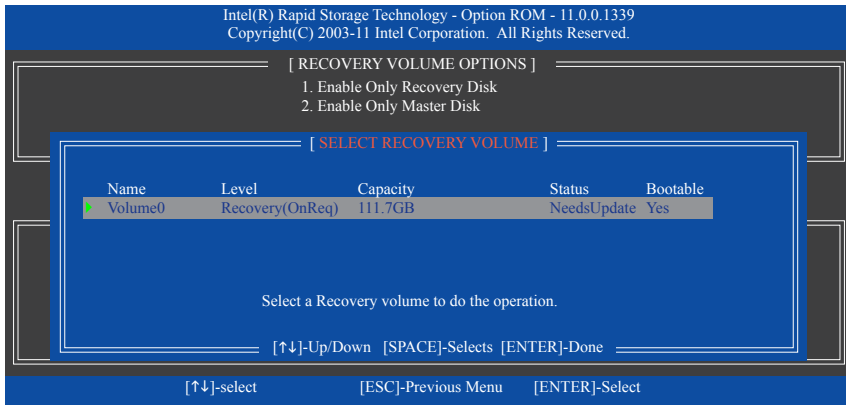 Intel(R) Rapid Storage Technology - Option ROM - 11.0.0.1339
Copyright(C) 2003-11 Intel Corporation. All Rights Reserved.
[ RECOVERY VOLUME OPTIONS ]
1. Enable Only Recovery Disk
2. Enable Only Master Disk
[ SELECT RECOVERY VOLUME ]
Name Level Capacity Status Bootable
Volume0 Recovery(OnReq) 111.7GB NeedsUpdate Yes
Select a Recovery volume to do the operation.
[↑↓]-Up/Down [SPACE]-Selects [ENTER]-Done
[↑↓]-select [ESC]-Previous Menu [ENTER]-Select